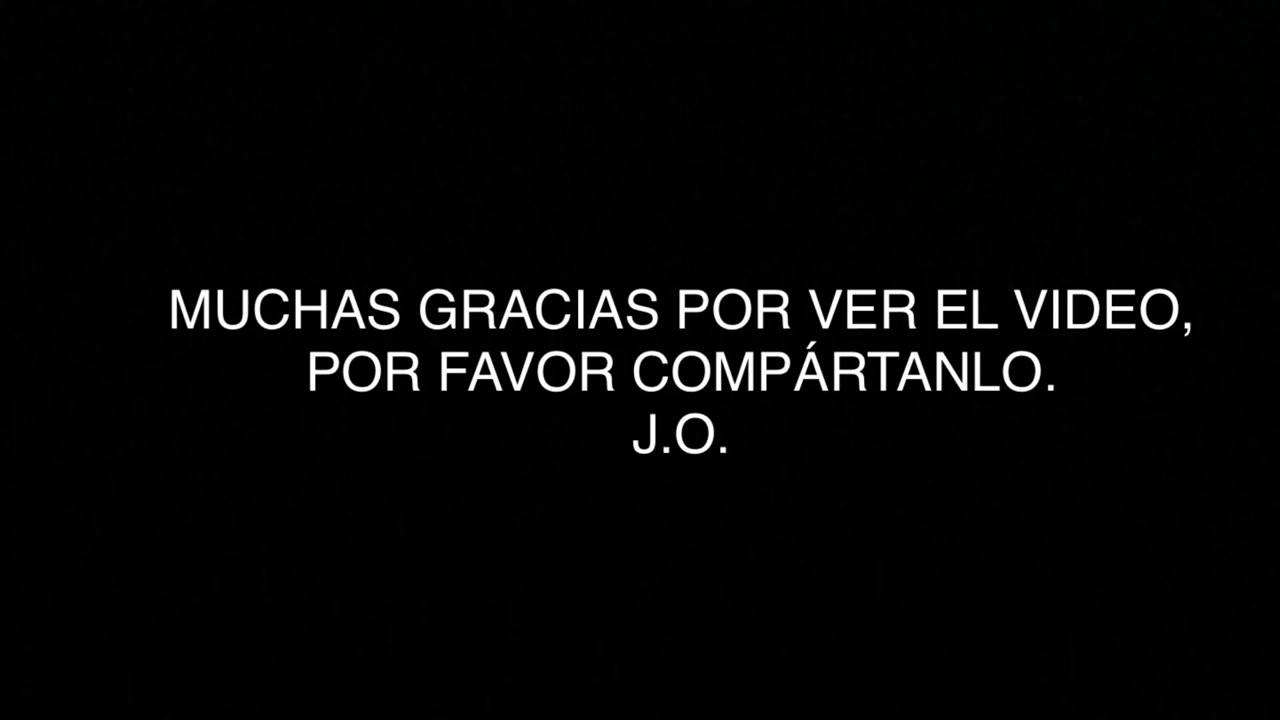 MUCHAS GRACIAS POR VER EL VIDEO,
POR FAVOR COMPÁRTANLO.
J.O.